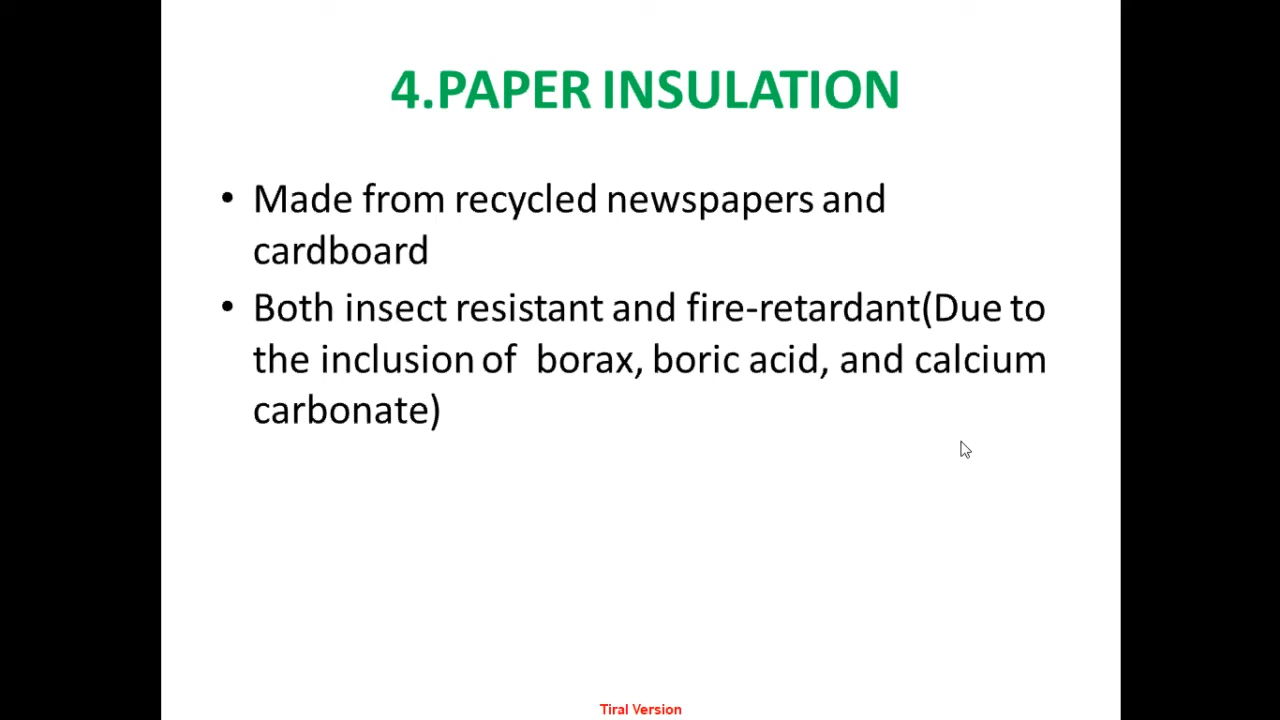 4.PAPER INSULATION
• Made from recycled newspapers and
cardboard
• Both insect resistant and fire-retardant(Due to
the inclusion of  borax, boric acid, and calcium
carbonate)
Tiral Version